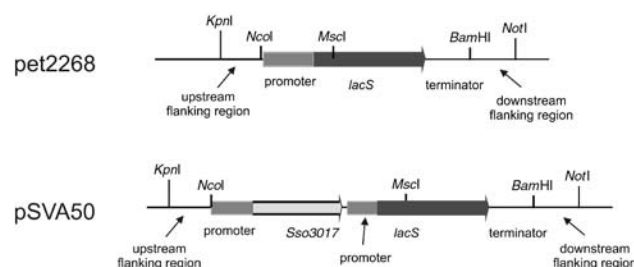 KpnI
NcoI
MscI
BamHI
NotI
pet2268
promoter
lacS
terminator
upstream
flanking region
downstream
flanking region
KpnI
NcoI
MscI
BamHI
NotI
pSVA50
promoter
Sso3017
lacS
terminator
upstream
flanking region
promoter
downstream
flanking region